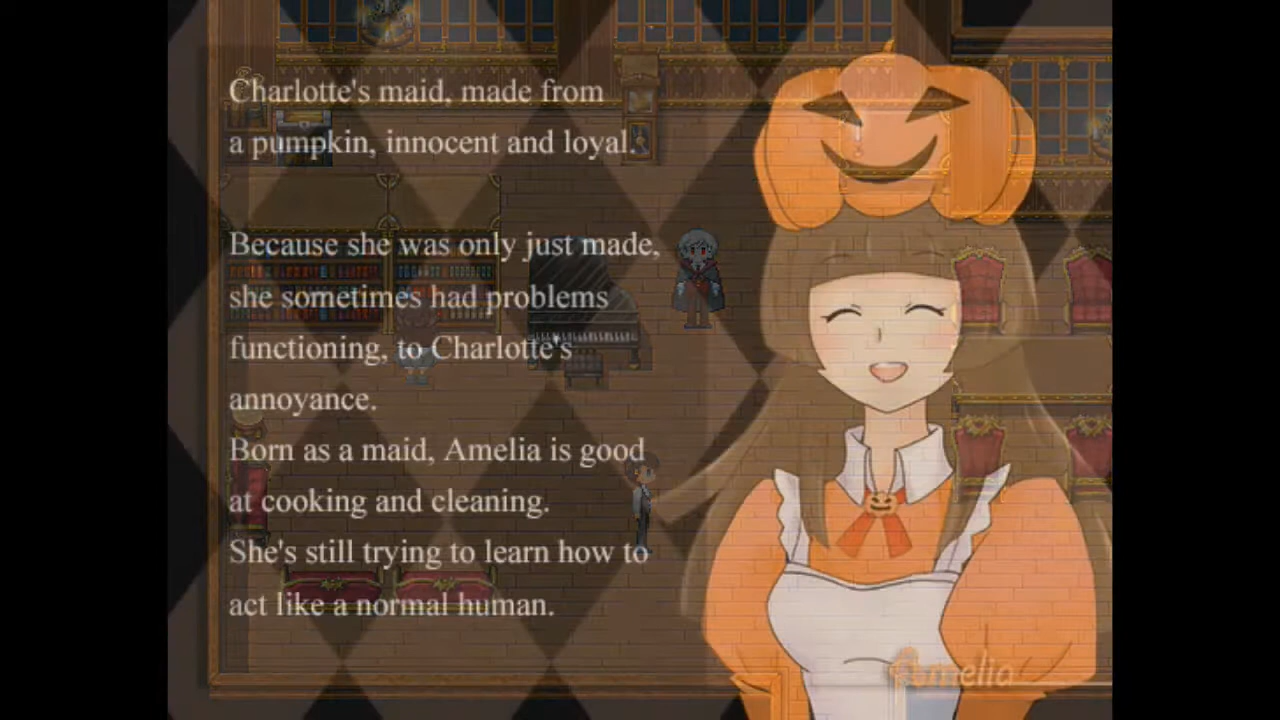 Charlotte's maid, made from
a pumpkin, innocent and loyal.
Because she was only just made,
she sometimes had problems
functioning, to Charlotte's
annoyance.
Born as a maid, Amelia is good
at cooking and cleaning.
She's still trying to learn how to
act like a normal human.
Amelia